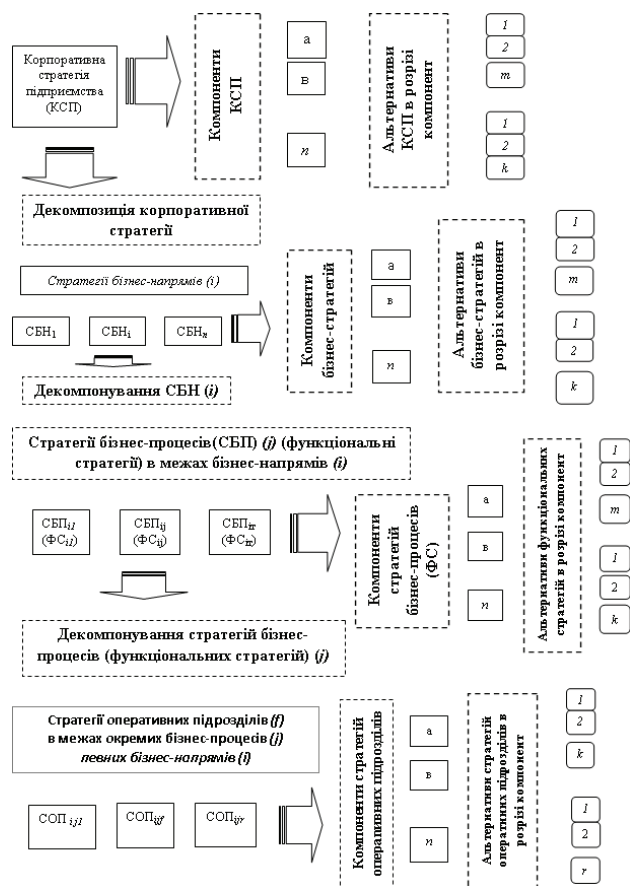 Корпоративна
стратегія
підприємства
(КСП)
Компоненти
КСП
а
в
n
Альтернативи
КСП в розрізі
компонент
1
2
m
1
2
k
Декомпозиція корпоративної
стратегії
Стратегії бізнес-напрямів (i)
СБН1
СБНi
СБНn
Компоненти
бізнес-стратегій
а
в
n
Альтернативи
бізнес-стратегій в
розрізі компонент
1
2
m
1
2
k
Декомпонування СБН (i)
Стратегії бізнес-процесів(СБП) (j) (функціональні
стратегії) в межах бізнес-напрямів (i)
СБПi1
(ФСi1)
СБПij
(ФСij)
СБПіт
(ФСіт)
Компоненти
стратегій
бізнес-процесів
(ФС)
а
в
n
Альтернативи функціональних
стратегій в розрізі компонент
1
2
m
1
2
k
Декомпонування стратегій бізнес-
процесів (функціональних стратегій) (j)
Стратегії оперативних підрозділів (f)
в межах окремих бізнес-процесів (j)
певних бізнес-напрямів (i)
СОП ij1
СОПijf
СОПijr
Компоненти стратегій
оперативних підрозділів
а
в
n
Альтернативи стратегій
оператиних підрозділів в
розрізі компонент
1
2
k
1
2
r